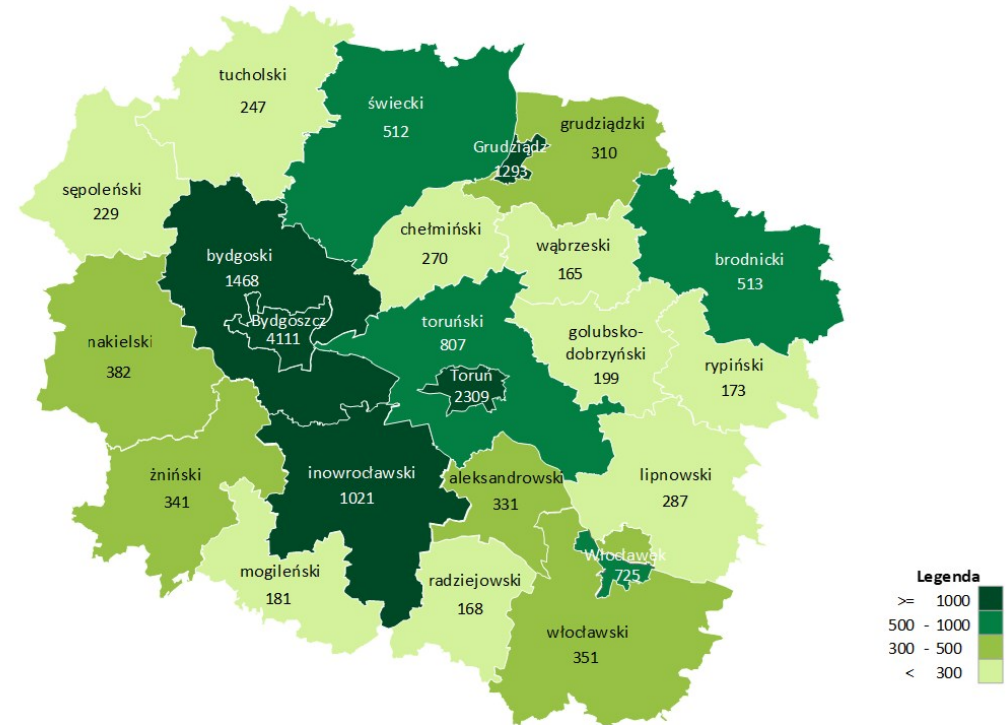 tucholski
247
świecki
512
grudziądzki
310
Grudziądz
1293
sępoleński
229
chełmiński
270
wąbrzeski
165
brodnicki
513
bydgoski
1468
Bydgoszcz
4111
toruński
807
golubsko-
dobrzyński
199
rypiński
173
nakielski
382
Toruń
2309
żniński
341
inowrocławski
1021
aleksandrowski
331
lipnowski
287
mogileński
181
radziejowski
168
Włocławek
725
włocławski
351
Legenda
>= 1000
500 - 1000
300 - 500
< 300